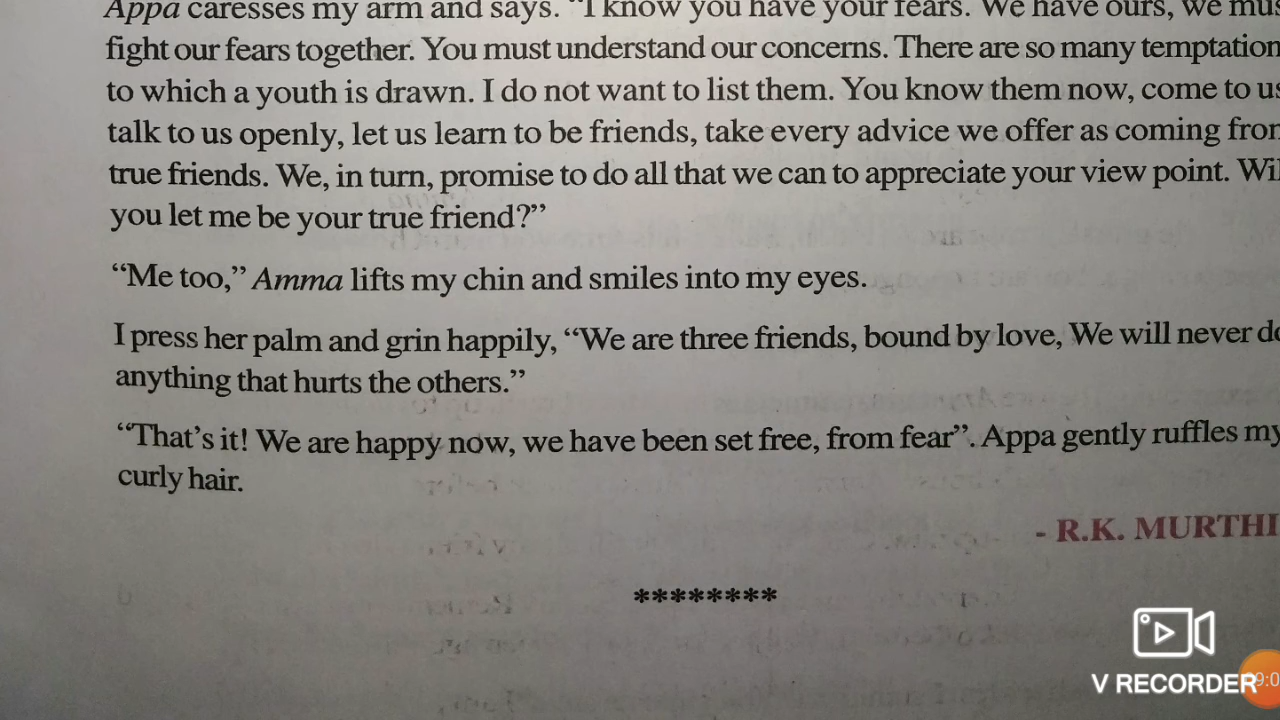 Appa caresses my arm and says. "I know you have your fears. We have ours, we mus
fight our fears together. You must understand our concerns. There are so many temptation
to which a youth is drawn. I do not want to list them. You know them now, come to us
talk to us openly, let us learn to be friends, take every advice we offer as coming from
true friends. We, in turn, promise to do all that we can to appreciate your view point. Wil
you let me be your true friend?”
“Me too,” Amma lifts my chin and smiles into my eyes.
I press her palm and grin happily, “We are three friends, bound by love, We will never do
anything that hurts the others.”
“That’s it! We are happy now, we have been set free, from fear”. Appa gently ruffles my
curly hair.
- R.K. MURTHI
********
V RECORDER